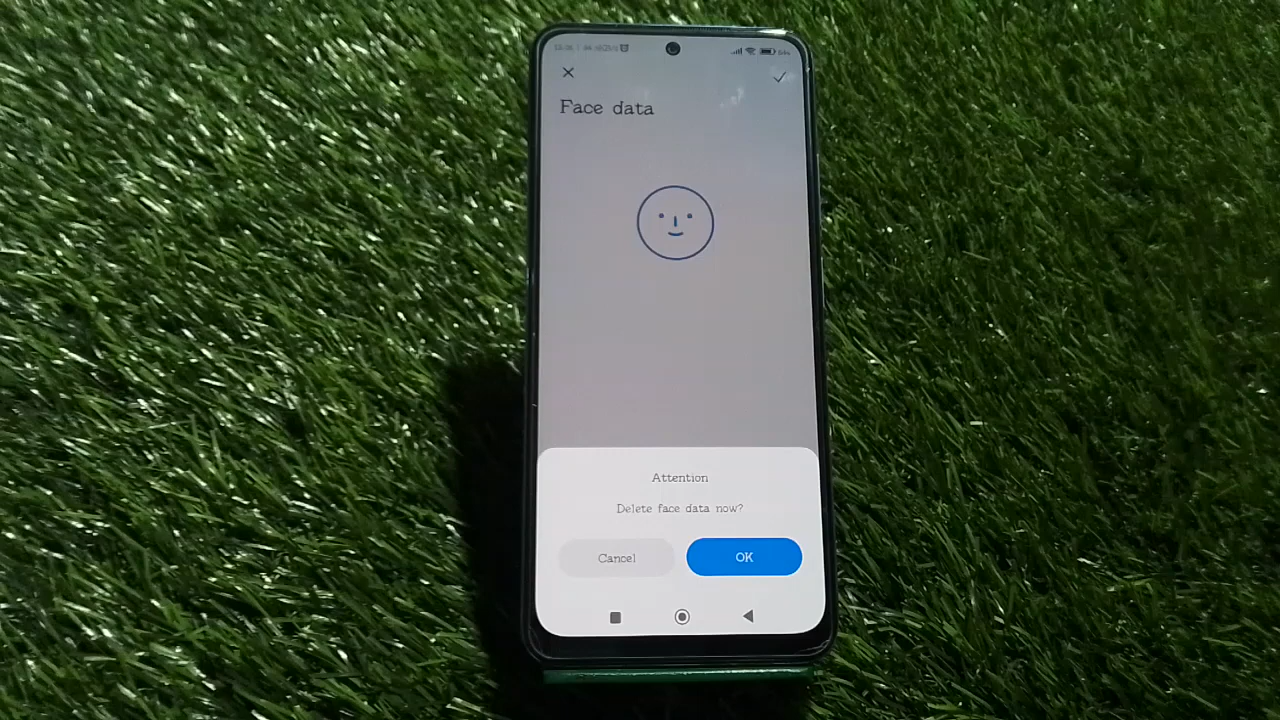 Face data
Attention
Delete face data now?
Cancel
OK